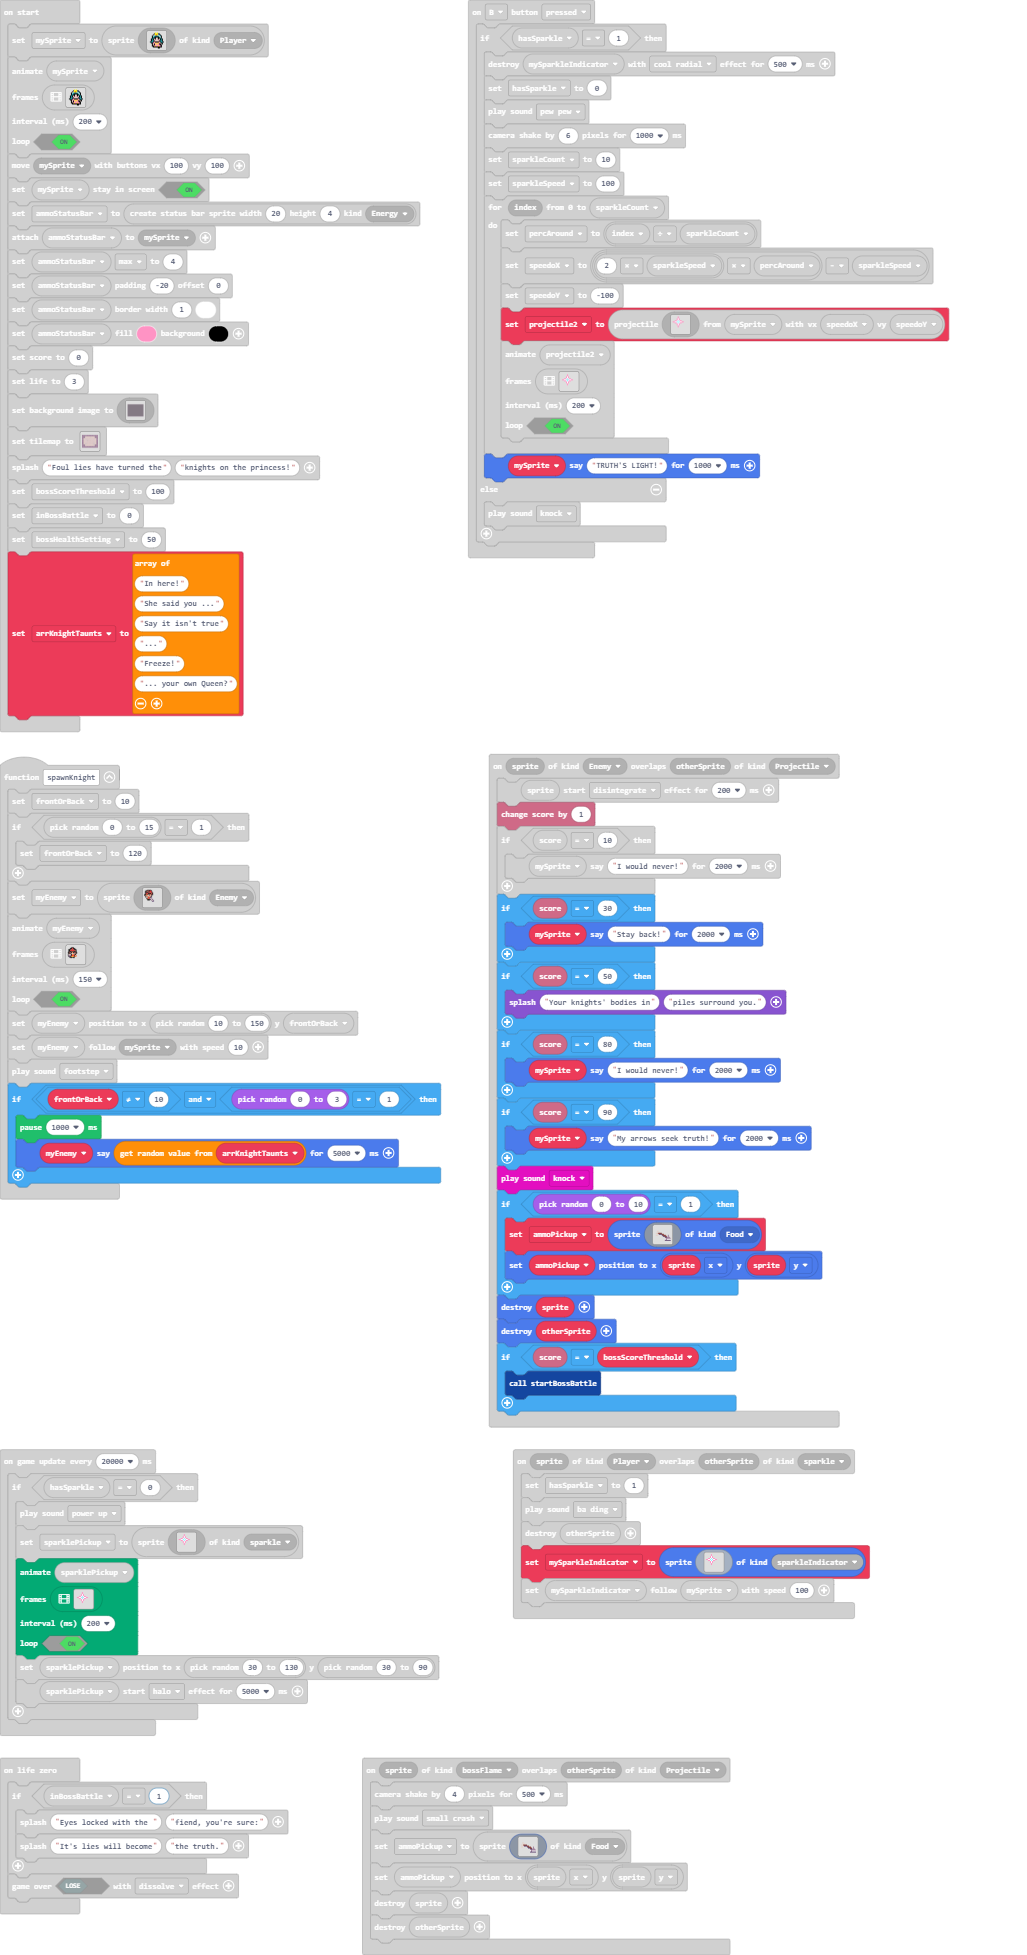 on start
set mySprite to sprite of kind Player
animate mySprite
frames
interval (ms) 200
loop ON
move mySprite with buttons vx 100 vy 100
set mySprite stay in screen ON
set ammoStatusBar to create status bar sprite width 20 height 4 kind Energy
attach ammoStatusBar to mySprite
set ammoStatusBar max to 4
set ammoStatusBar padding -20 offset 0
set ammoStatusBar border width 1
set ammoStatusBar fill background
set score to 0
set life to 3
set background image to
set tilemap to
splash "Foul lies have turned the" "knights on the princess!"
set bossScoreThreshold to 100
set inBossBattle to 0
set bossHealthSetting to 50
set arrKnightTaunts to array of
"In here!"
"She said you ..."
"Say it isn't true"
"..."
"Freeze!"
"... your own Queen?"
on B button pressed
if hasSparkle = 1 then
destroy mySparkleIndicator with cool radial effect for 500 ms
set hasSparkle to 0
play sound pew pew
camera shake by 6 pixels for 1000 ms
set sparkleCount to 10
set sparkleSpeed to 100
for index from 0 to sparkleCount
do
set percAround to index ÷ sparkleCount
set speedoX to 2 x sparkleSpeed x percAround - sparkleSpeed
set speedoY to -100
set projectile2 to projectile from mySprite with vx speedoX vy speedoY
animate projectile2
frames
interval (ms) 200
loop ON
mySprite say "TRUTH'S LIGHT!" for 1000 ms
else
play sound knock
function spawnKnight
set frontOrBack to 10
if pick random 0 to 15 = 1 then
set frontOrBack to 120
set myEnemy to sprite of kind Enemy
animate myEnemy
frames
interval (ms) 150
loop ON
set myEnemy position to x pick random 10 to 150 y frontOrBack
set myEnemy follow mySprite with speed 10
play sound footstep
if frontOrBack ≠ 10 and pick random 0 to 3 = 1 then
pause 1000 ms
myEnemy say get random value from arrKnightTaunts for 5000 ms
on sprite of kind Enemy overlaps otherSprite of kind Projectile
sprite start disintegrate effect for 200 ms
change score by 1
if score = 10 then
mySprite say "I would never!" for 2000 ms
if score = 30 then
mySprite say "Stay back!" for 2000 ms
if score = 50 then
splash "Your knights' bodies in" "piles surround you."
if score = 80 then
mySprite say "I would never!" for 2000 ms
if score = 90 then
mySprite say "My arrows seek truth!" for 2000 ms
play sound knock
if pick random 0 to 10 = 1 then
set ammoPickup to sprite of kind Food
set ammoPickup position to x sprite x y sprite y
destroy sprite
destroy otherSprite
if score = bossScoreThreshold then
call startBossBattle
on game update every 20000 ms
if hasSparkle = 0 then
play sound power up
set sparklePickup to sprite of kind sparkle
animate sparklePickup
frames
interval (ms) 200
loop ON
set sparklePickup position to x pick random 30 to 130 y pick random 30 to 90
sparklePickup start halo effect for 5000 ms
on sprite of kind Player overlaps otherSprite of kind sparkle
set hasSparkle to 1
play sound ba ding
destroy otherSprite
set mySparkleIndicator to sprite of kind sparkleIndicator
set mySparkleIndicator follow mySprite with speed 100
on life zero
if inBossBattle = 1 then
splash "Eyes locked with the " "fiend, you're sure:"
splash "It's lies will become" "the truth."
game over LOSE with dissolve effect
on sprite of kind bossFlame overlaps otherSprite of kind Projectile
camera shake by 4 pixels for 500 ms
play sound small crash
set ammoPickup to sprite of kind Food
set ammoPickup position to x sprite x y sprite y
destroy sprite
destroy otherSprite